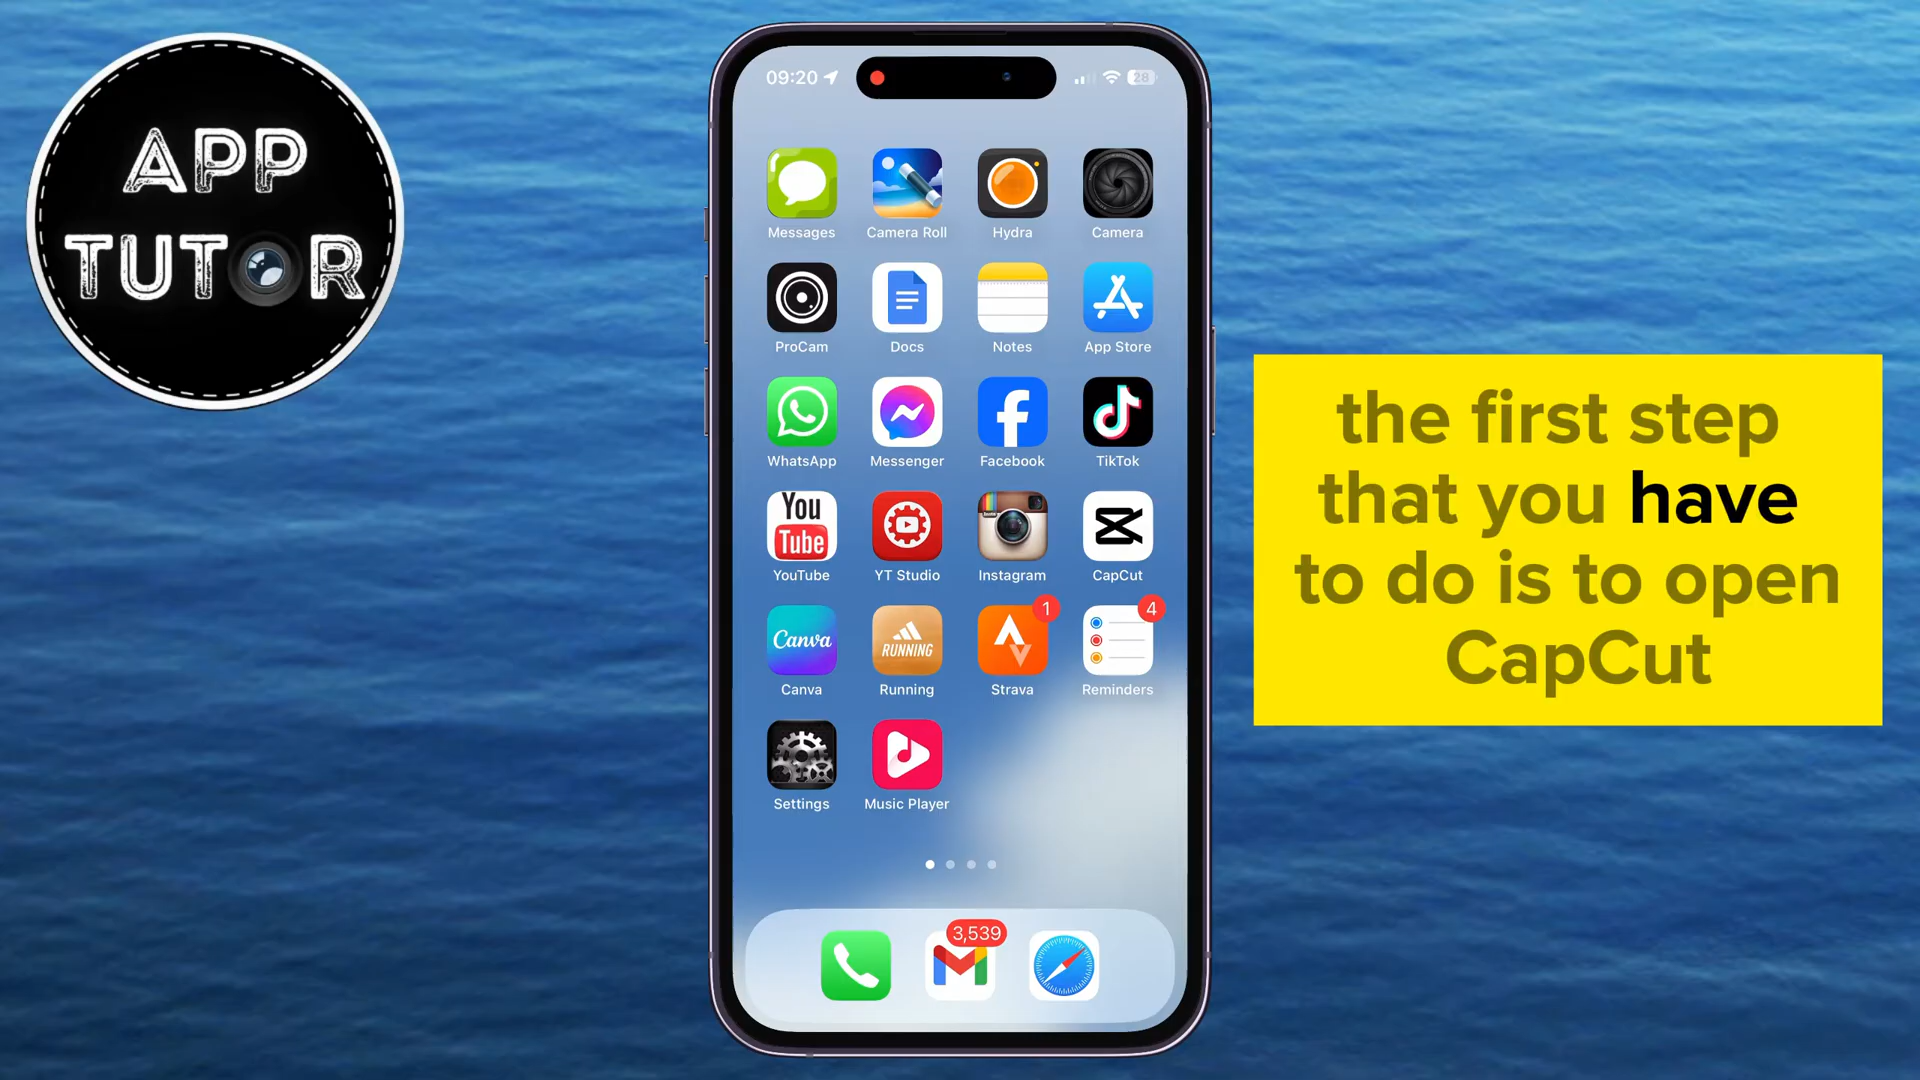 APP
TUTOR
09:20
28
Messages
Camera Roll
Hydra
Camera
ProCam
Docs
Notes
App Store
WhatsApp
Messenger
Facebook
TikTok
You
Tube
YouTube
YT Studio
Instagram
CapCut
1
4
Canva
RUNNING
Canva
Running
Strava
Reminders
Settings
Music Player
3,539
the first step
that you have
to do is to open
CapCut